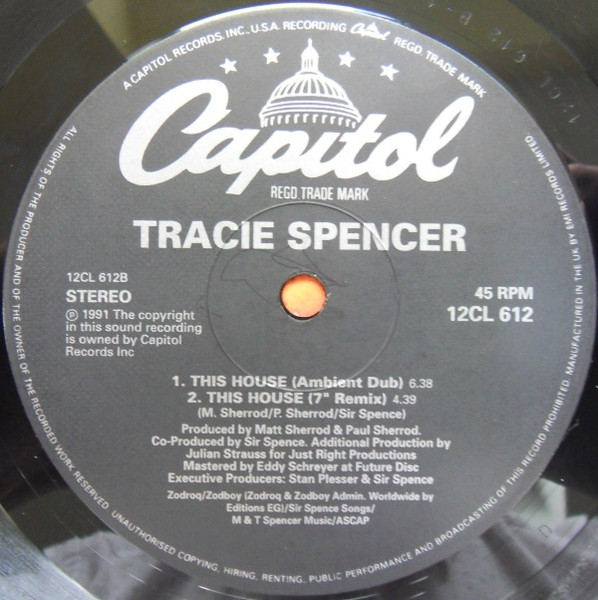 A CAPITOL RECORDS, INC., U.S.A. RECORDING Capitol REGD. TRADE MARK
Capitol
REGD. TRADE MARK
TRACIE SPENCER
12CL 612B
STEREO
45 RPM
12CL 612
℗ 1991 The copyright
in this sound recording
is owned by Capitol
Records Inc
1. THIS HOUSE (Ambient Dub) 6.38
2. THIS HOUSE (7" Remix) 4.39
(M. Sherrod/P. Sherrod/Sir Spence)
Produced by Matt Sherrod & Paul Sherrod.
Co-Produced by Sir Spence. Additional Production by
Julian Strauss for Just Right Productions
Mastered by Eddy Schreyer at Future Disc
Executive Producers: Stan Plesser & Sir Spence
Zodroq/Zodboy (Zodroq & Zodboy Admin. Worldwide by
Editions EG)/Sir Spence Songs/
M & T Spencer Music/ASCAP
ALL RIGHTS OF THE PRODUCER AND OF THE OWNER OF THE RECORDED WORK RESERVED. UNAUTHORISED COPYING, HIRING, RENTING, PUBLIC PERFORMANCE AND BROADCASTING OF THIS RECORD PROHIBITED. MANUFACTURED IN THE UK BY EMI RECORDS LIMITED